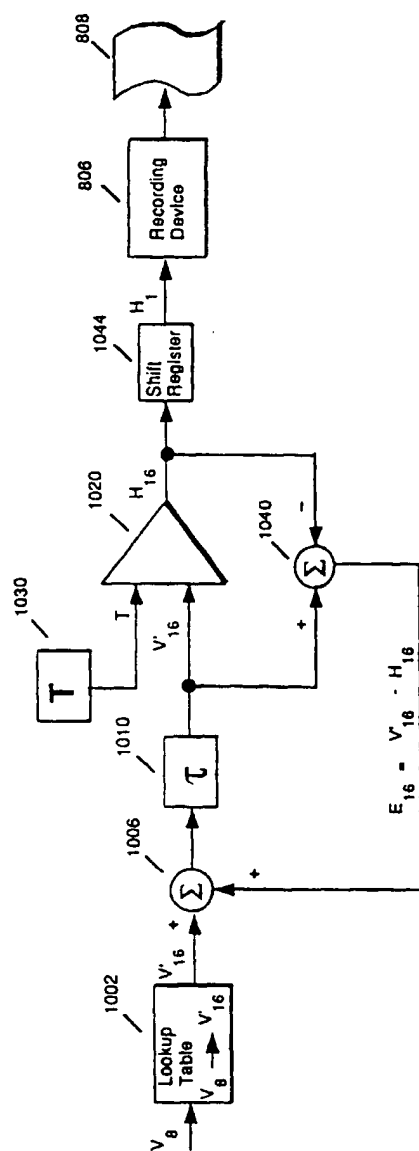 V8
1002
Lookup
Table
V8 → V'16
V'16
+
1006
Σ
+
1010
τ
1030
T
T
V'16
1020
H16
+
-
1040
Σ
E16 = V'16 - H16
1044
Shift
Register
H1
806
Recording
Device
808